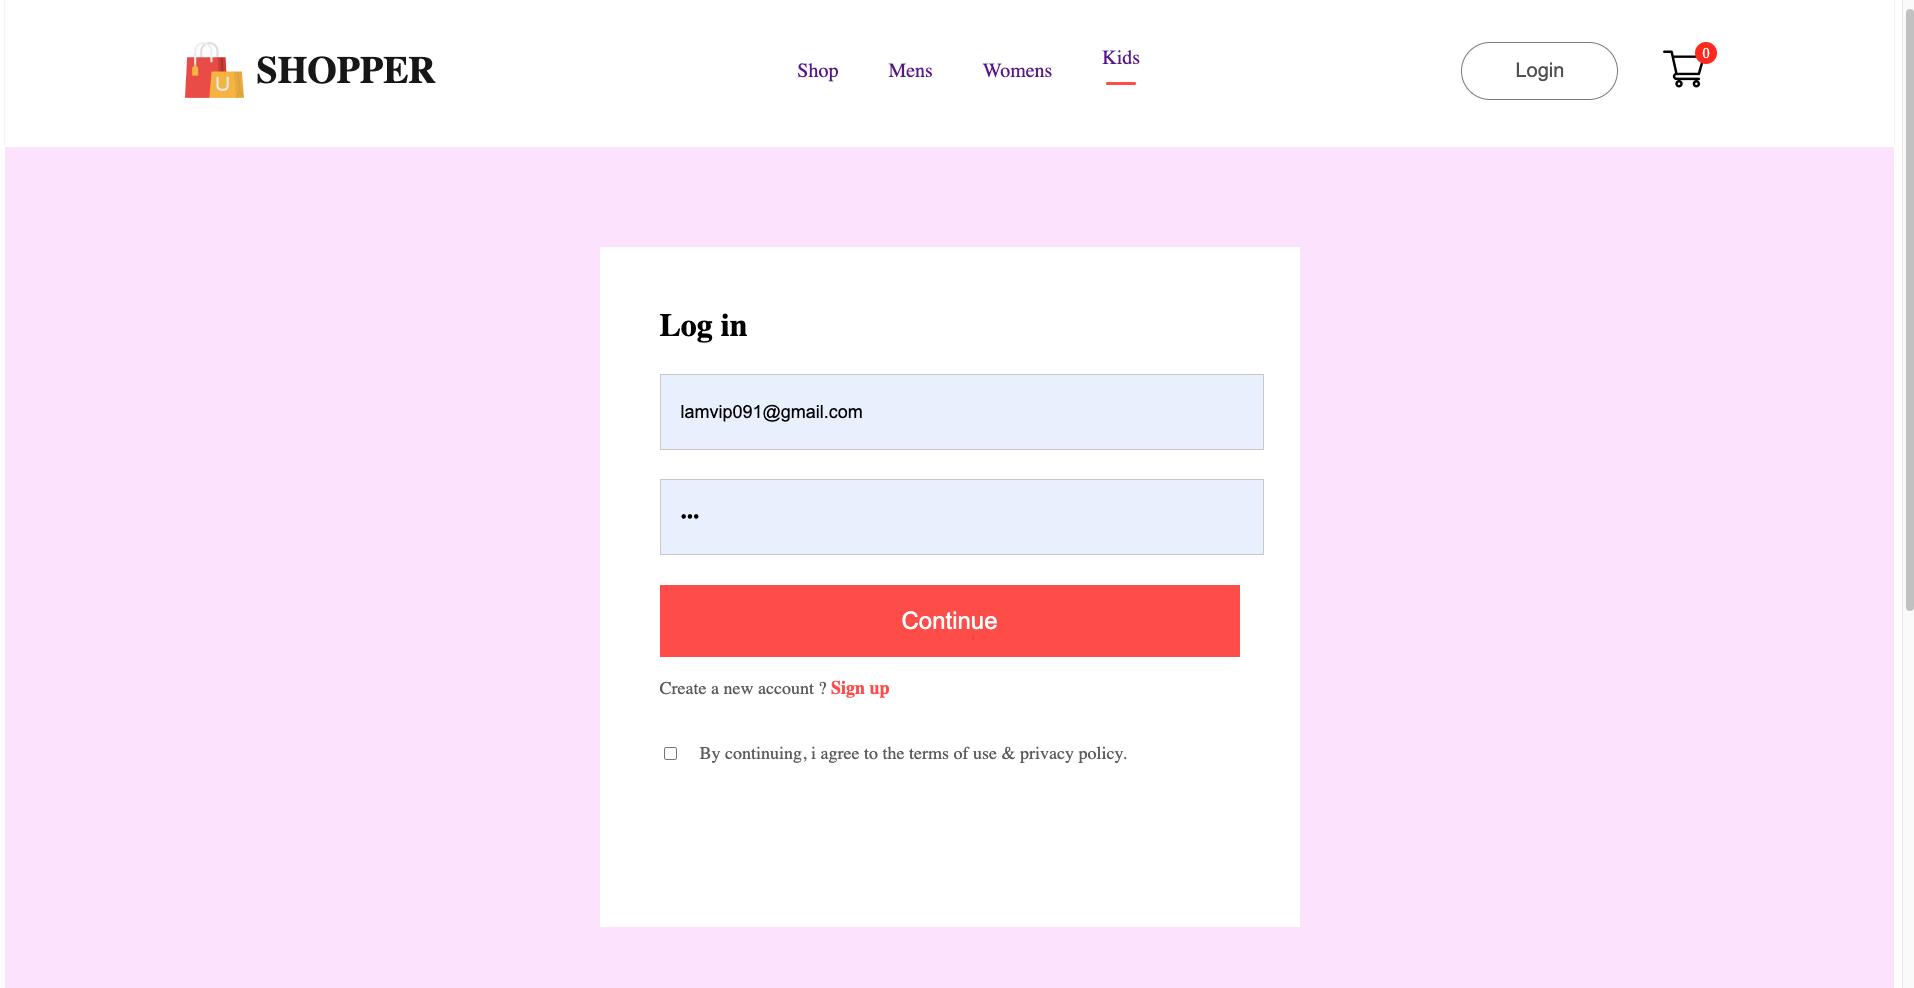 SHOPPER
Shop
Mens
Womens
Kids
Login
0
Log in
lamvip091@gmail.com
•••
Continue
Create a new account ? Sign up
By continuing, i agree to the terms of use & privacy policy.